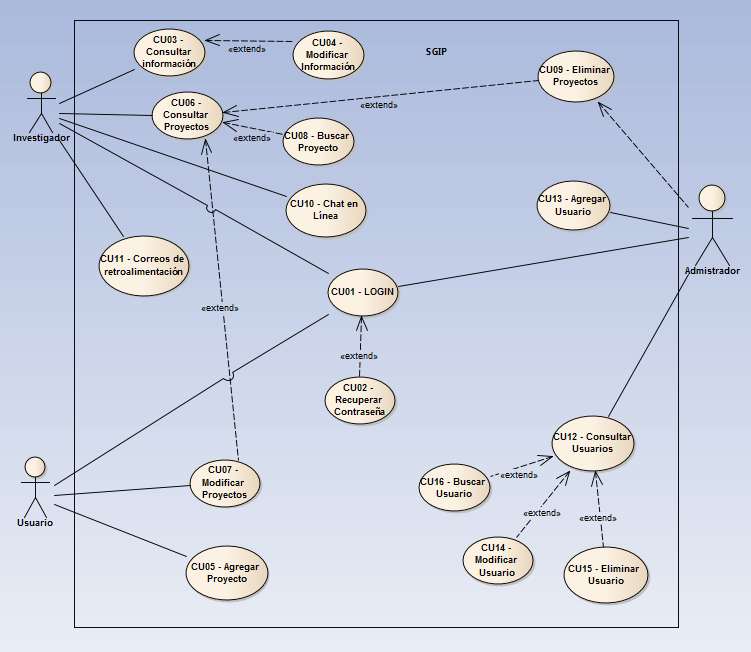 CU03 -
Consultar
información
«extend»
CU04 -
Modificar
Información
SGIP
CU09 - Eliminar
Proyectos
Investigador
CU06 -
Consultar
Proyectos
«extend»
«extend»
CU08 - Buscar
Proyecto
CU10 - Chat en
Línea
CU13 - Agregar
Usuario
CU11 - Correos de
retroalimentación
Admistrador
CU01 - LOGIN
«extend»
«extend»
CU02 -
Recuperar
Contraseña
CU12 - Consultar
Usuarios
CU07 -
Modificar
Proyectos
Usuario
CU16 - Buscar
Usuario
«extend»
«extend»
«extend»
CU14 -
Modificar
Usuario
CU15 - Eliminar
Usuario
CU05 - Agregar
Proyecto